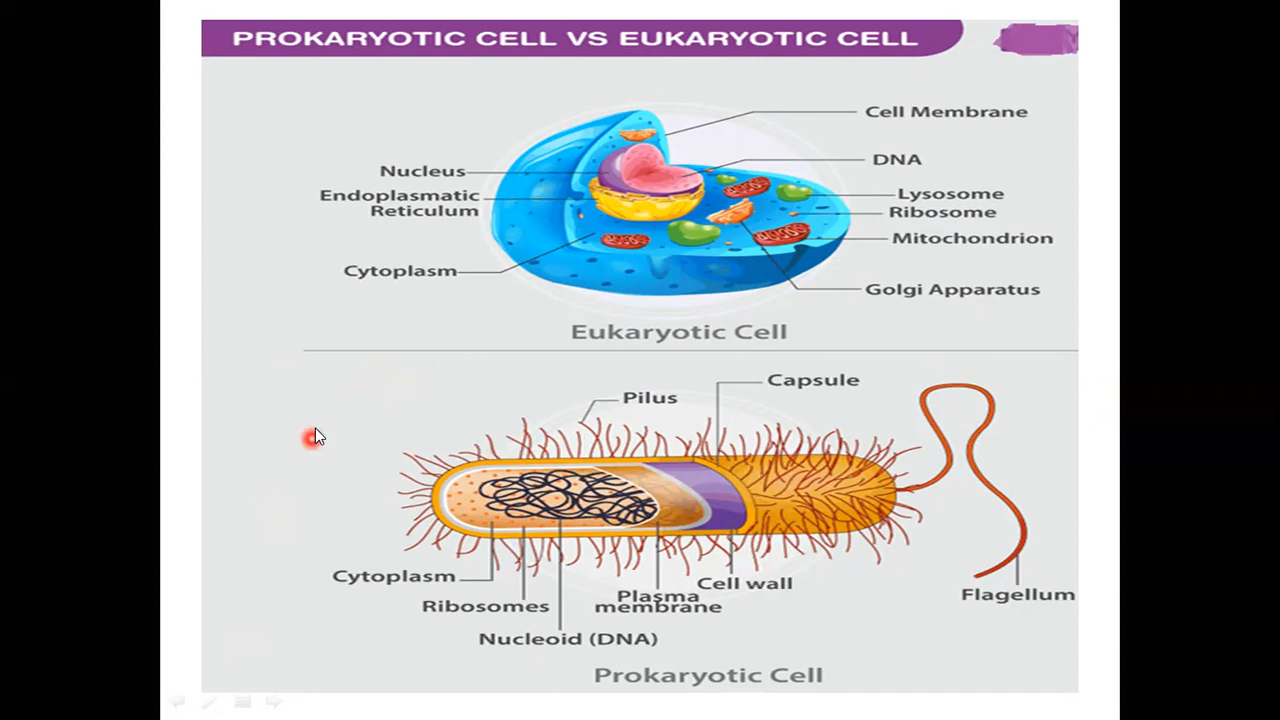 PROKARYOTIC CELL VS EUKARYOTIC CELL
Cell Membrane
DNA
Nucleus
Endoplasmatic
Reticulum
Lysosome
Ribosome
Mitochondrion
Cytoplasm
Golgi Apparatus
Eukaryotic Cell
Capsule
Pilus
Cytoplasm
Ribosomes
Nucleoid (DNA)
Plasma
membrane
Cell wall
Flagellum
Prokaryotic Cell